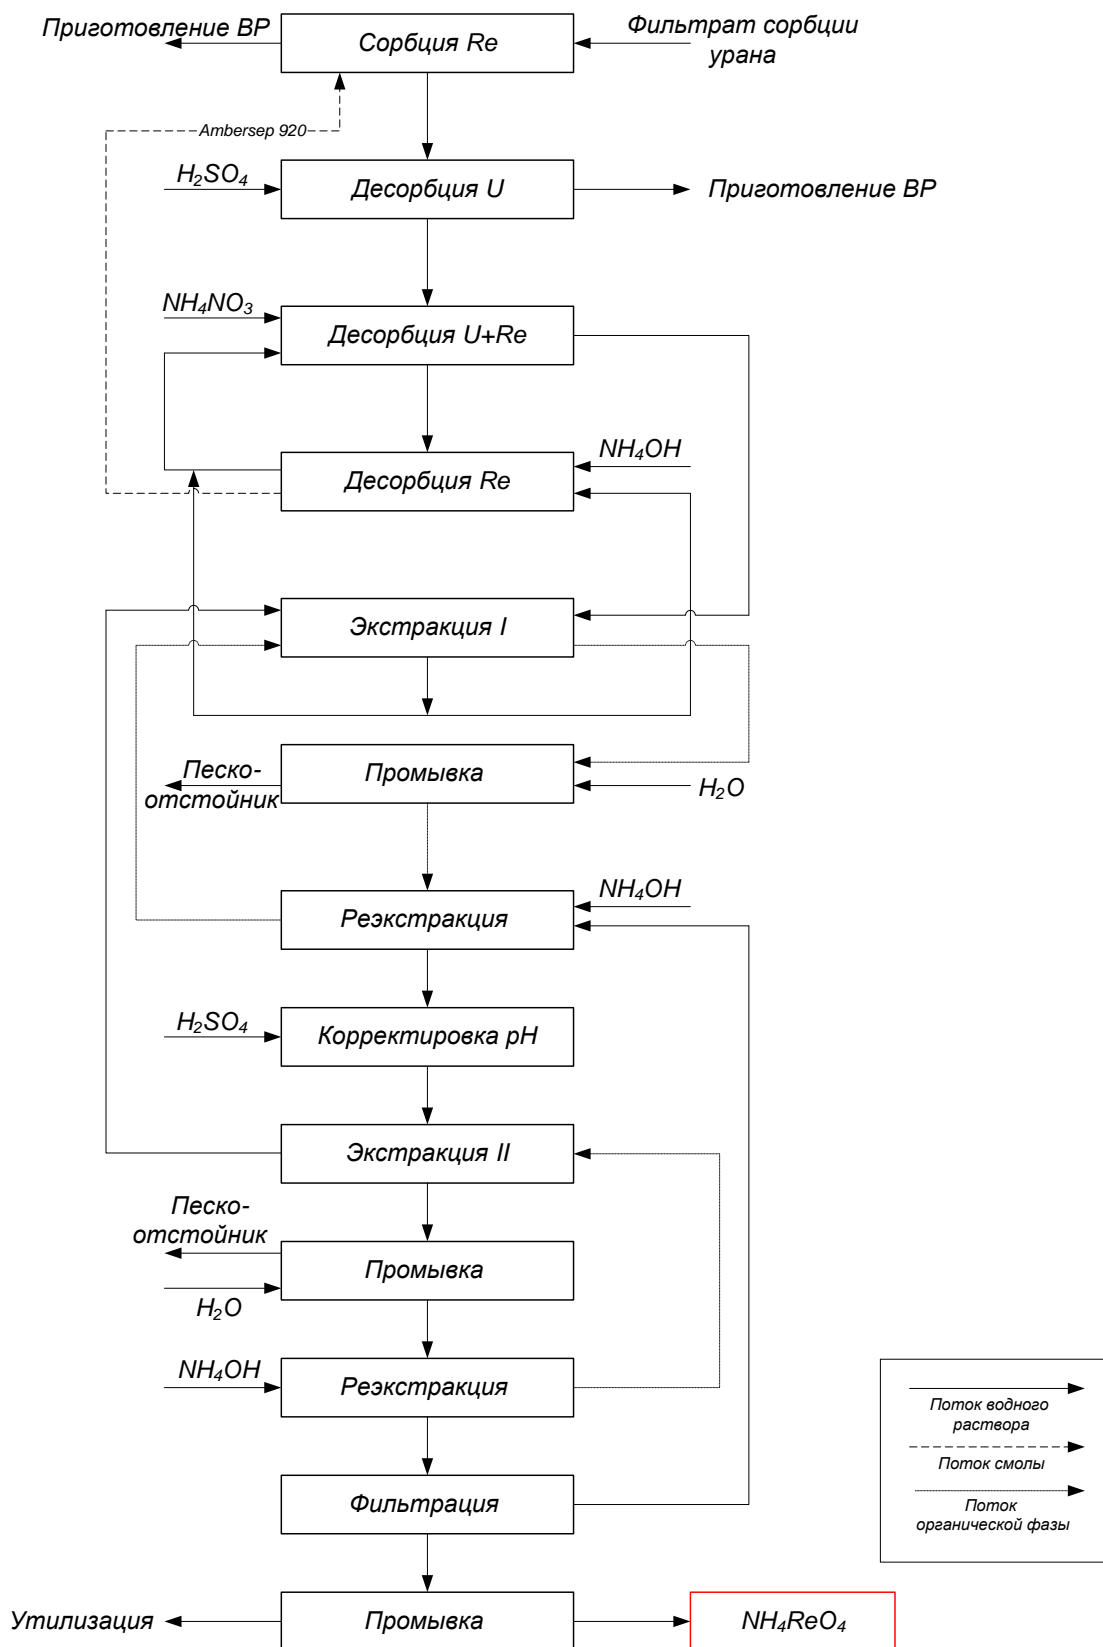 Приготовление ВР
Сорбция Re
Фильтрат сорбции
урана
Ambersep 920
H₂SO₄
Десорбция U
Приготовление ВР
NH₄NO₃
Десорбция U+Re
NH₄OH
Десорбция Re
Экстракция I
Песко-
отстойник
Промывка
H₂O
NH₄OH
Реэкстракция
H₂SO₄
Корректировка pH
Экстракция II
Песко-
отстойник
Промывка
H₂O
NH₄OH
Реэкстракция
Поток водного
раствора
Поток смолы
Поток
органической фазы
Фильтрация
Утилизация
Промывка
NH₄ReO₄